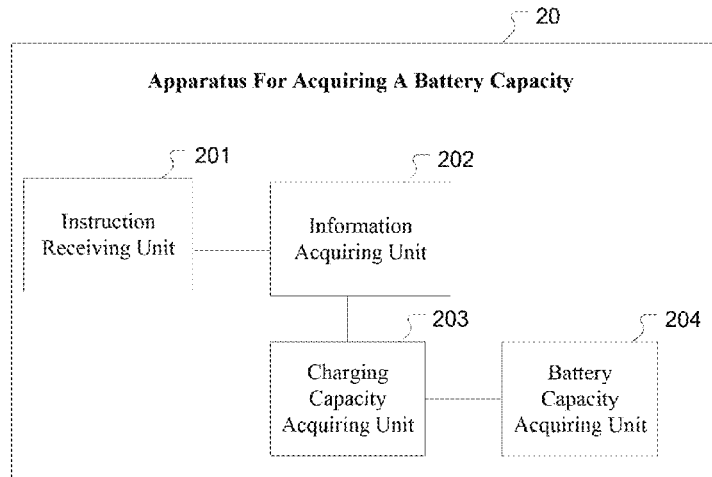 20
Apparatus For Acquiring A Battery Capacity
201
202
Instruction
Receiving Unit
Information
Acquiring Unit
203
204
Charging
Capacity
Acquiring Unit
Battery
Capacity
Acquiring Unit